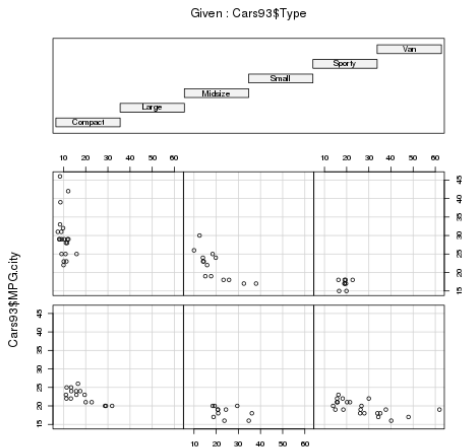 Given : Cars93$Type
Van
Sporty
Small
Midsize
Large
Compact
10 20 30 40 50 60
10 20 30 40 50 60
15 20 25 30 35 40 45
15 20 25 30 35 40 45
10 20 30 40 50 60
Cars93$MPG.city